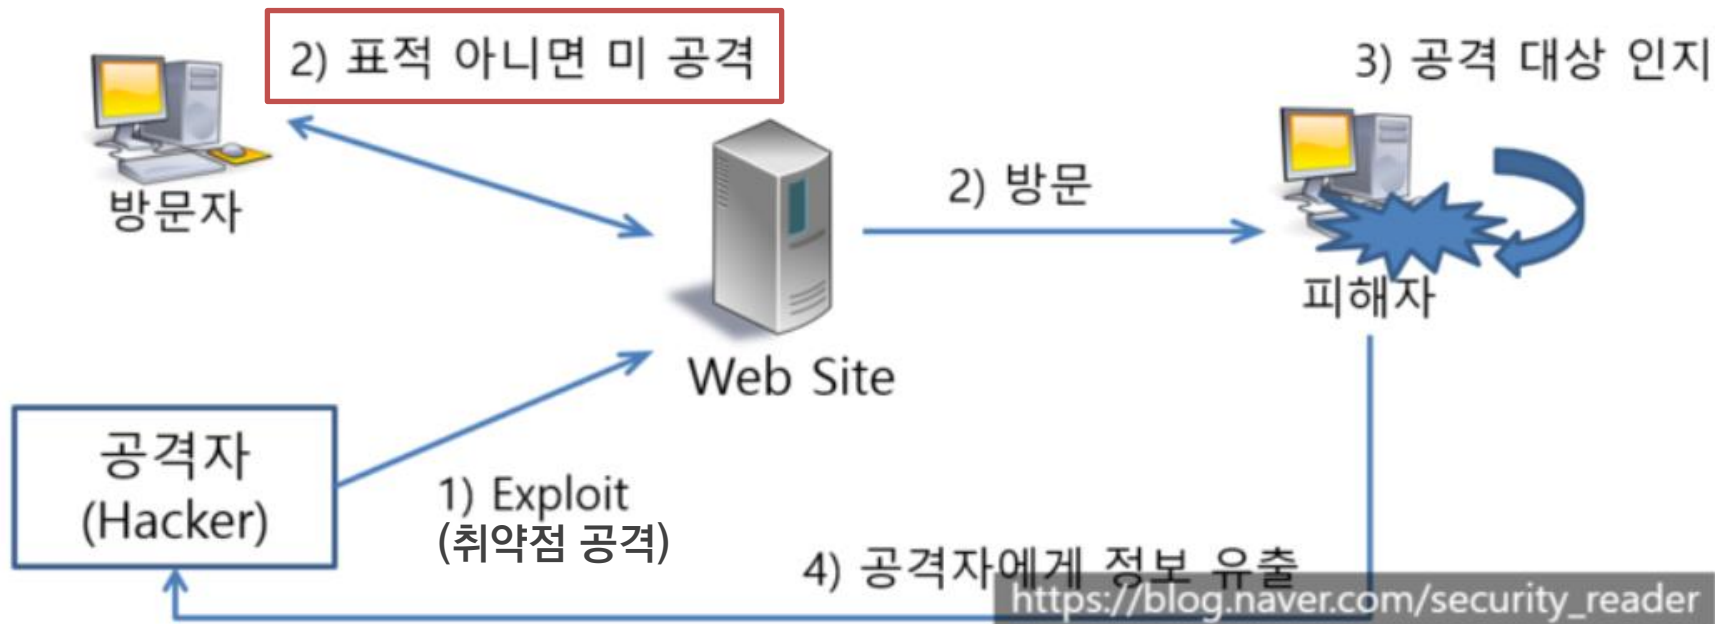 2) 표적 아니면 미 공격
3) 공격 대상 인지
방문자
2) 방문
피해자
Web Site
공격자
(Hacker)
1) Exploit
(취약점 공격)
4) 공격자에게 정보 유출
https://blog.naver.com/security_reader